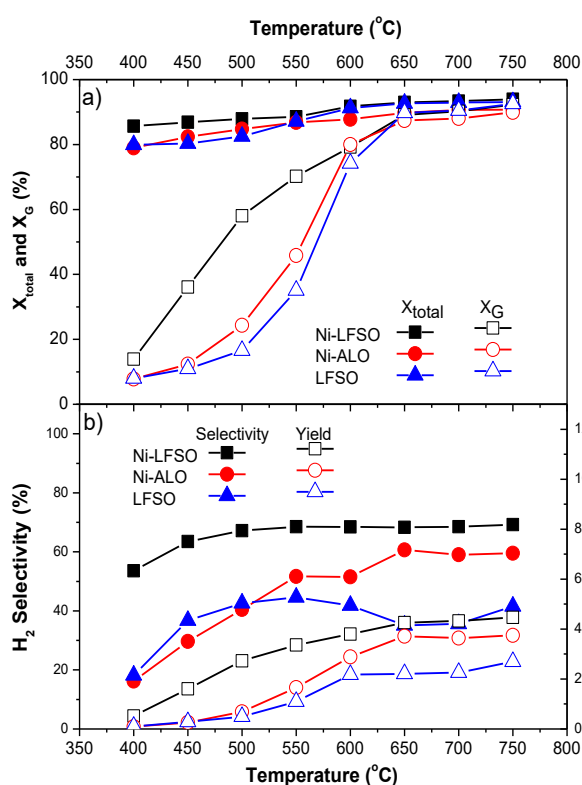 Temperature (°C)
350 400 450 500 550 600 650 700 750 800
a)
100
80
60
40
20
0
X_total and X_G (%)
X_total X_G
Ni-LFSO
Ni-ALO
LFSO
b)
Selectivity Yield
Ni-LFSO
Ni-ALO
LFSO
100
80
60
40
20
0
H₂ Selectivity (%)
1
1
8
6
4
2
0
350 400 450 500 550 600 650 700 750 800
Temperature (°C)